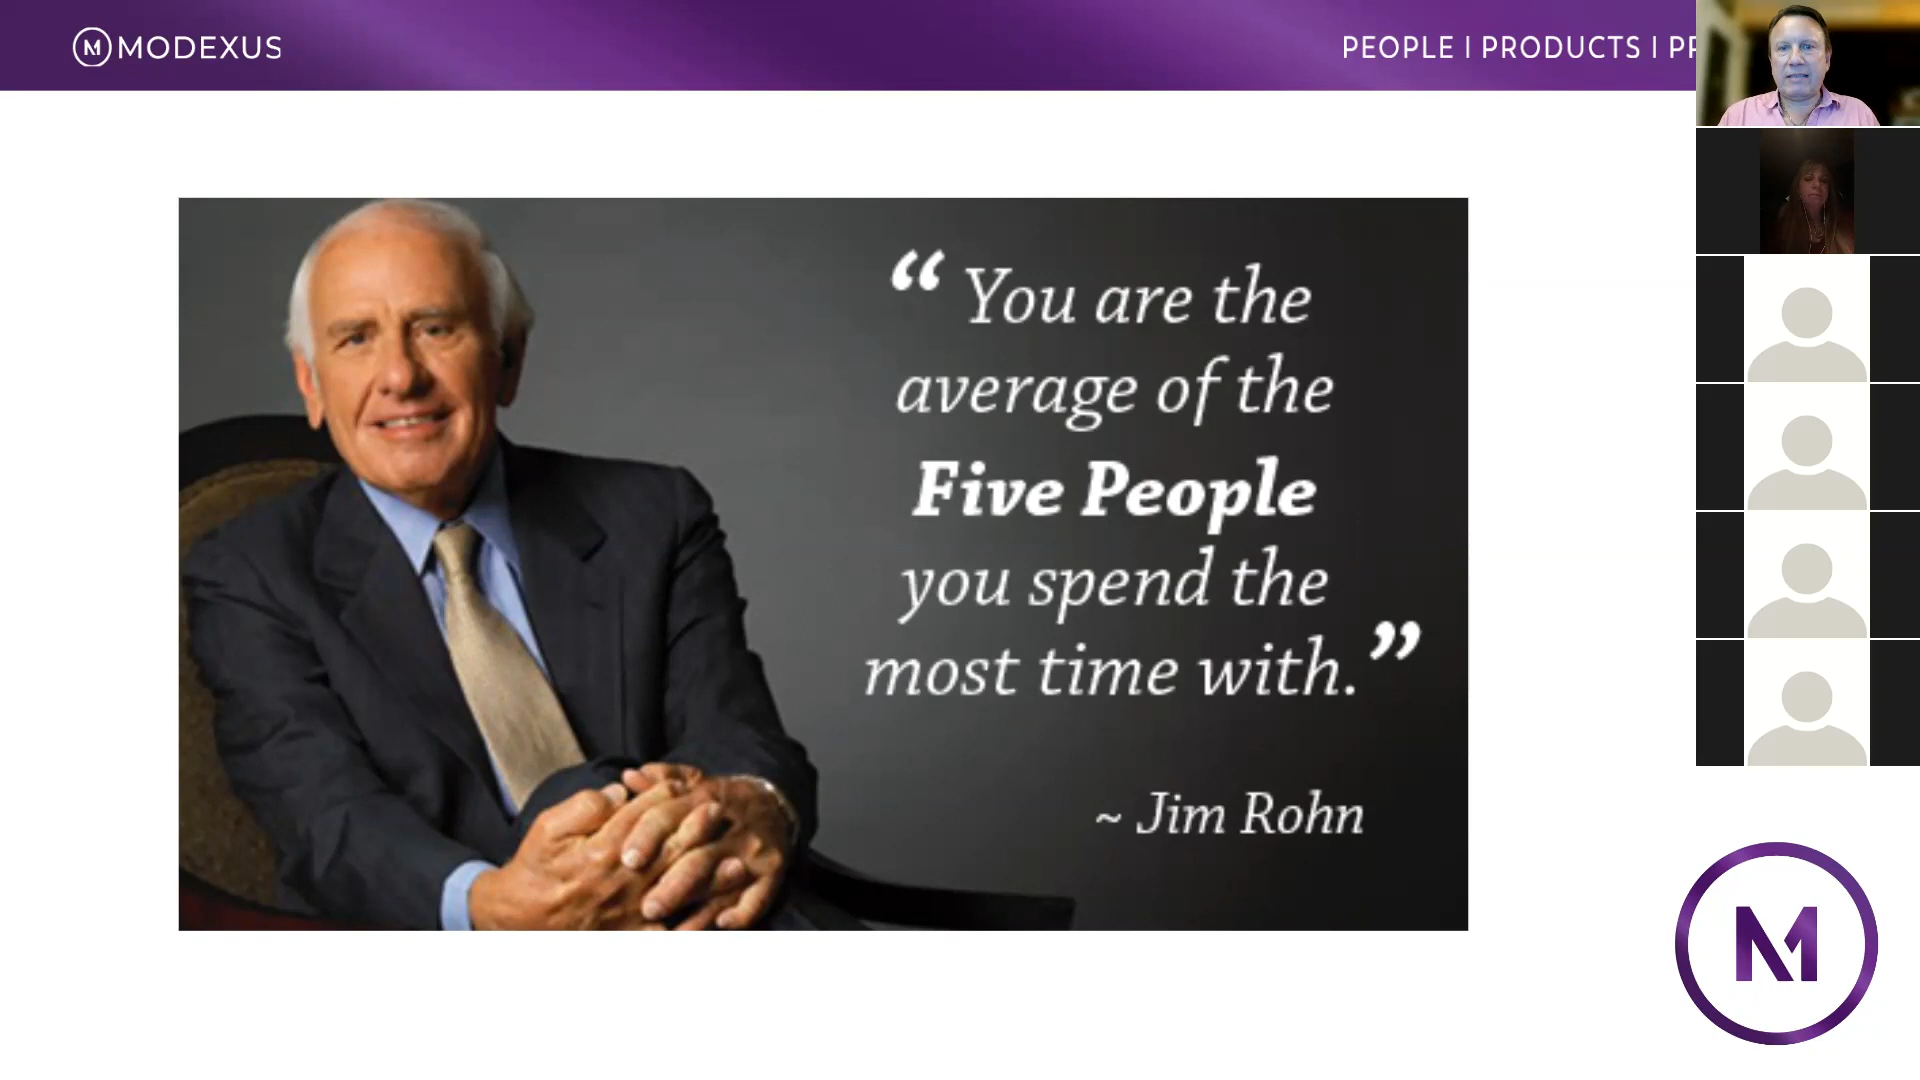 MODEXUS
PEOPLE | PRODUCTS |
“ You are the
average of the
Five People
you spend the
most time with.”
~ Jim Rohn
M